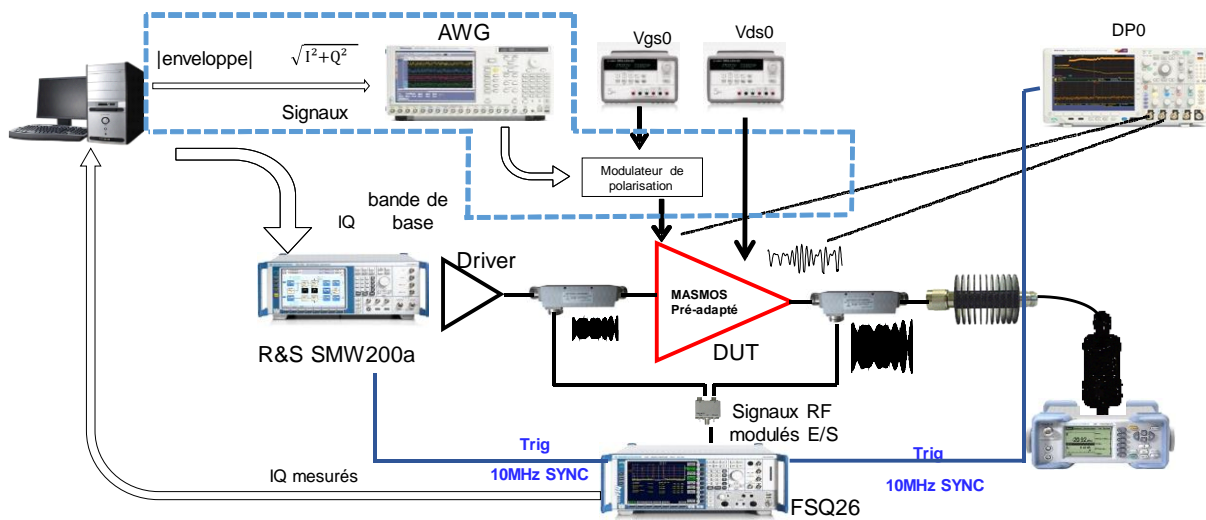 AWG
Vgs0
Vds0
DP0
|enveloppe|
√I²+Q²
Signaux
Modulateur de
polarisation
bande de
base
IQ
Driver
MASMOS
Pré-adapté
DUT
R&S SMW200a
Signaux RF
modulés E/S
Trig
10MHz SYNC
Trig
10MHz SYNC
IQ mesurés
FSQ26